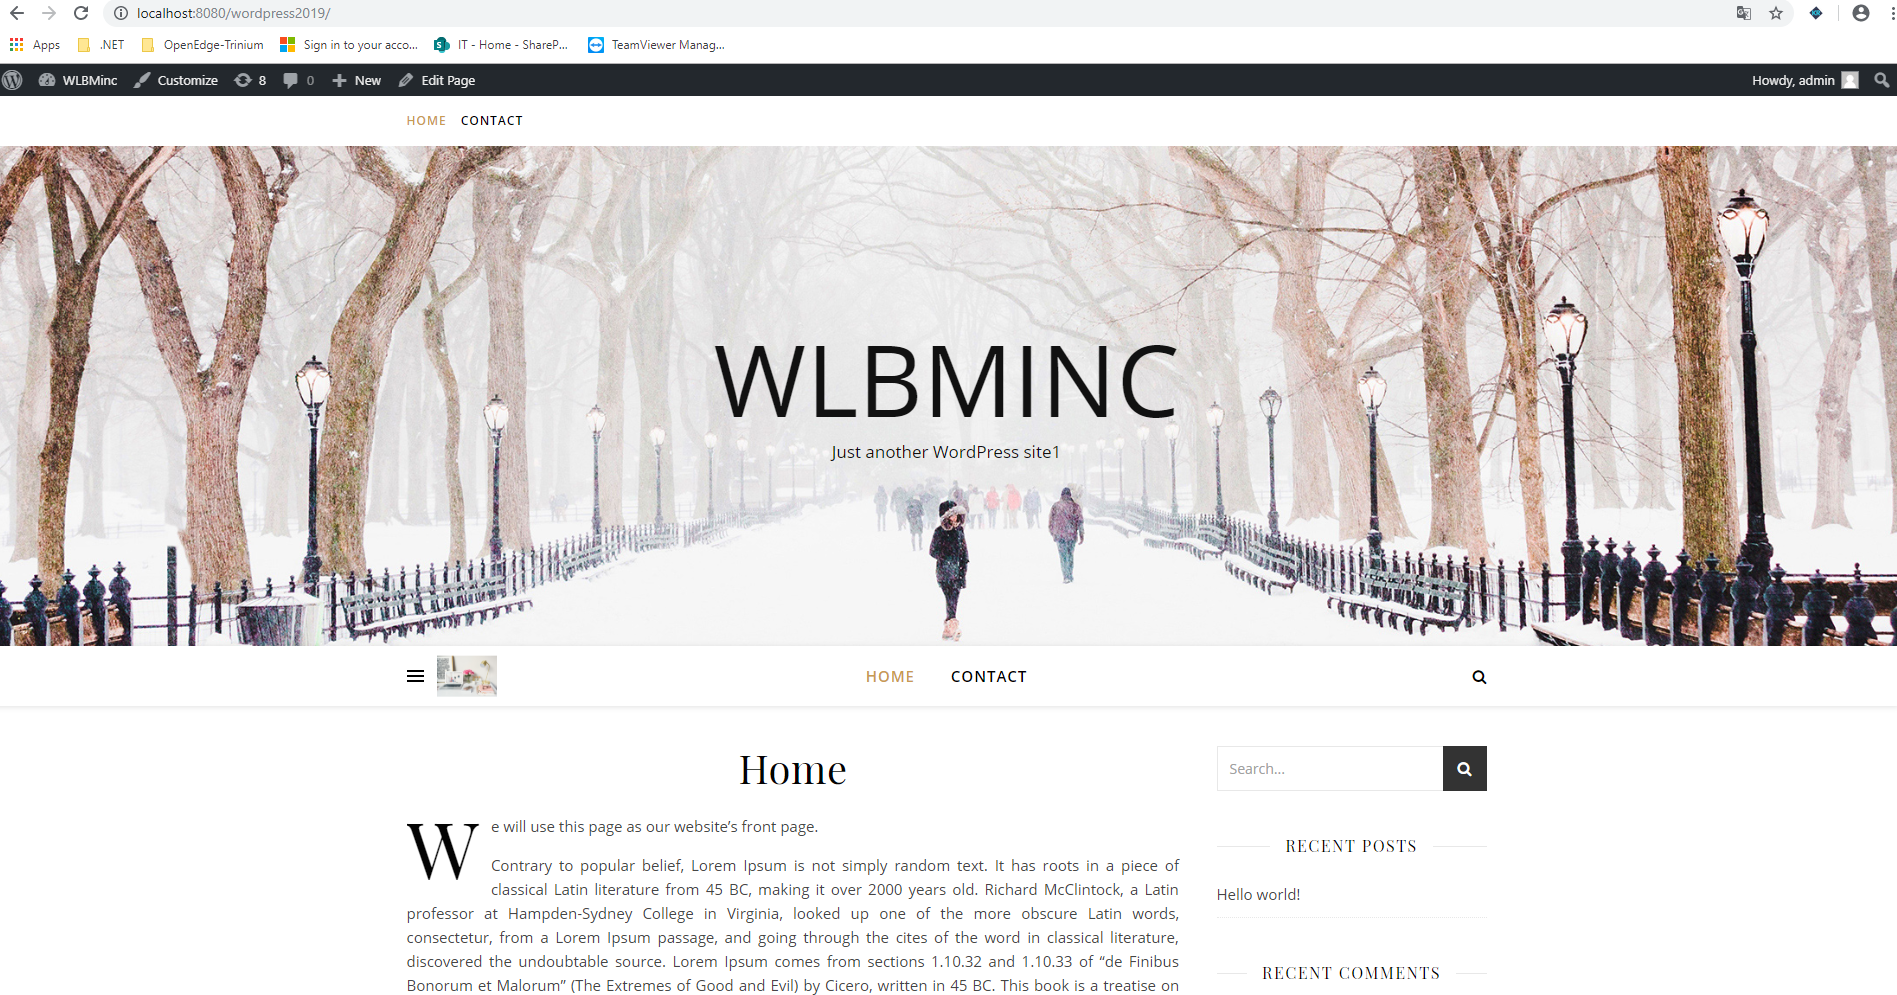 localhost:8080/wordpress2019/
Apps .NET OpenEdge-Trinium Sign in to your acco... IT - Home - ShareP... TeamViewer Manag...
WLBMinc Customize 8 0 New Edit Page Howdy, admin
HOME CONTACT
WLBMINC
Just another WordPress site1
HOME CONTACT
Home
We will use this page as our website’s front page.
Contrary to popular belief, Lorem Ipsum is not simply random text. It has roots in a piece of
classical Latin literature from 45 BC, making it over 2000 years old. Richard McClintock, a Latin
professor at Hampden-Sydney College in Virginia, looked up one of the more obscure Latin words,
consectetur, from a Lorem Ipsum passage, and going through the cites of the word in classical literature,
discovered the undoubtable source. Lorem Ipsum comes from sections 1.10.32 and 1.10.33 of “de Finibus
Bonorum et Malorum” (The Extremes of Good and Evil) by Cicero, written in 45 BC. This book is a treatise on
Search...
RECENT POSTS
Hello world!
RECENT COMMENTS